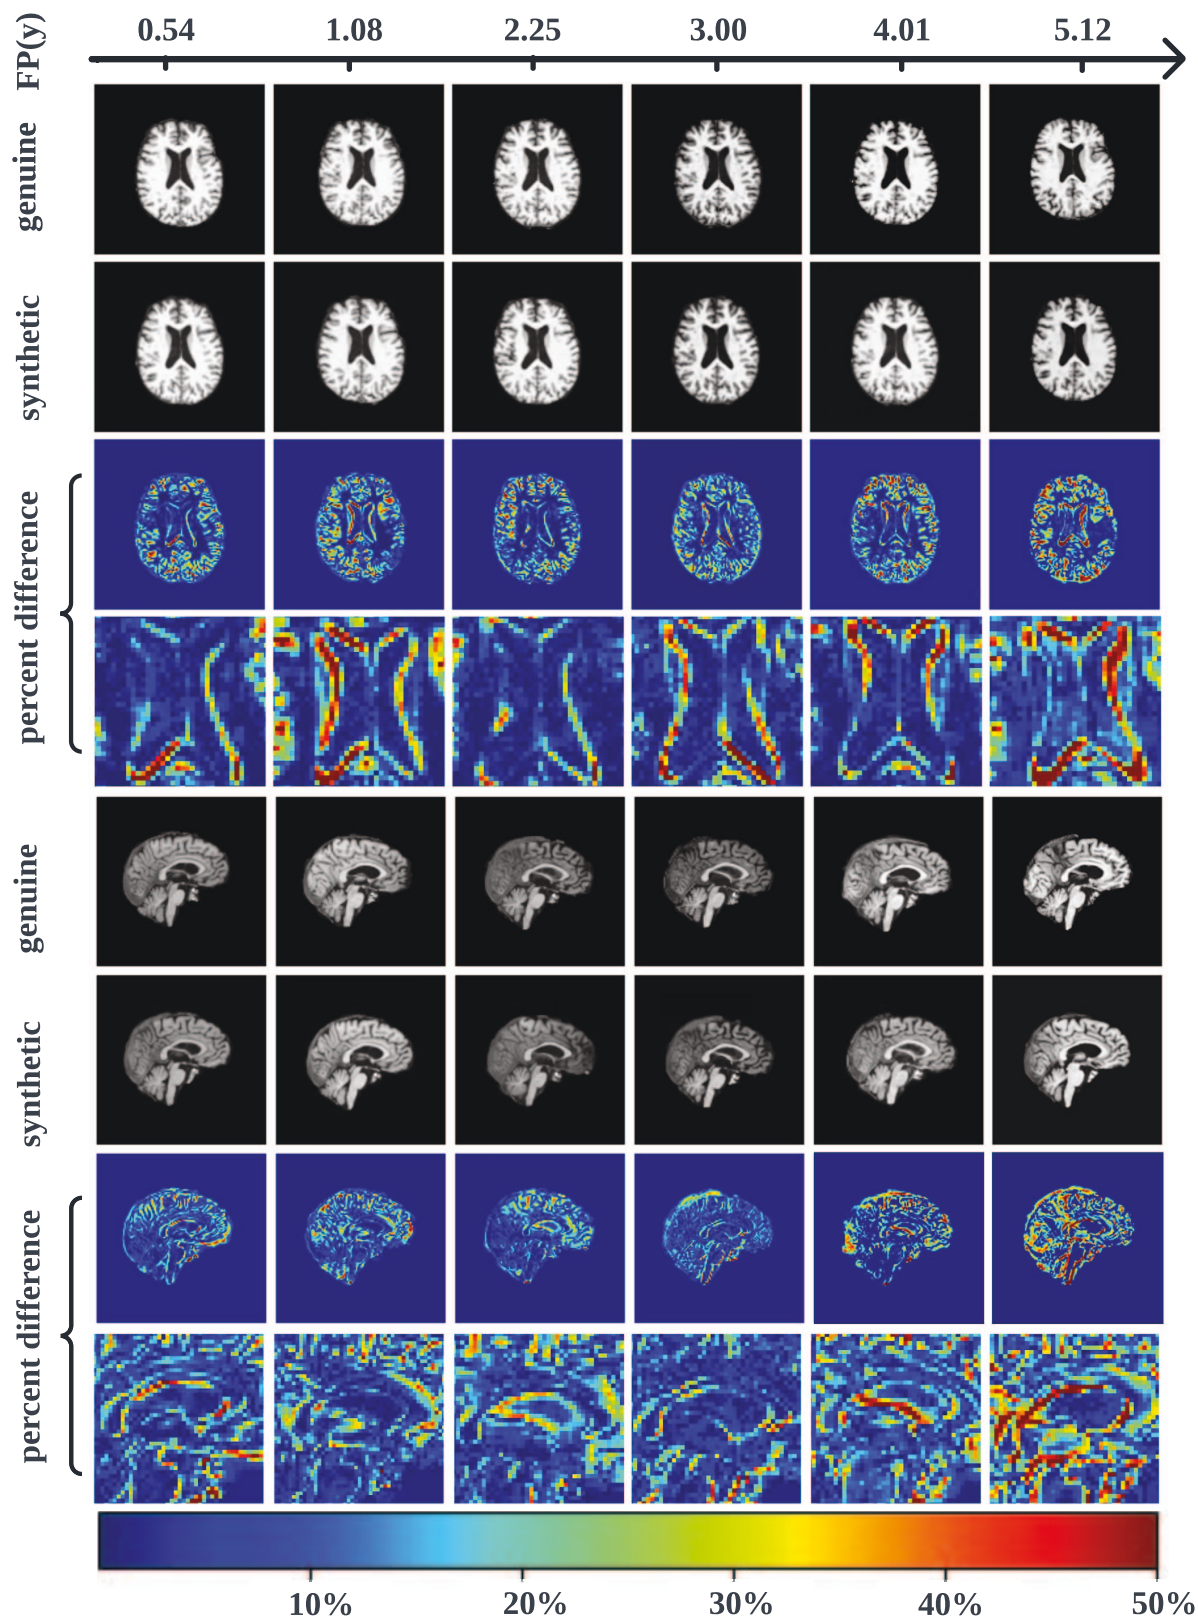 FP(y) 0.54 1.08 2.25 3.00 4.01 5.12
genuine
synthetic
percent difference
genuine
synthetic
percent difference
10% 20% 30% 40% 50%